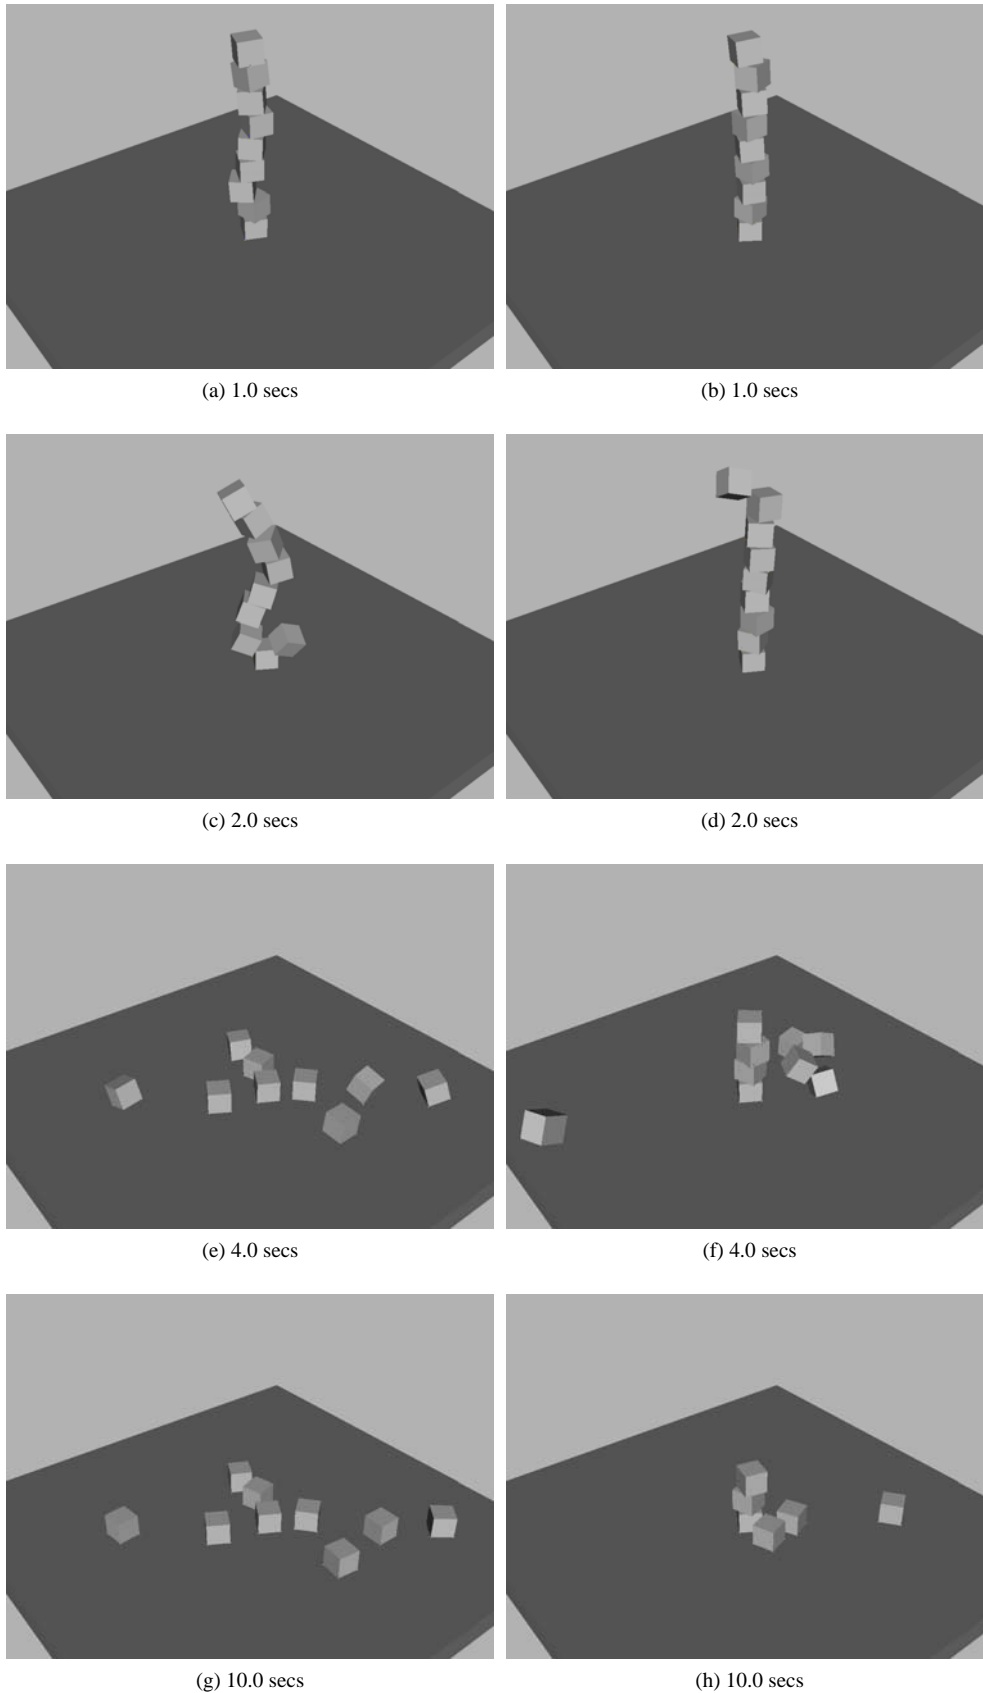 (a) 1.0 secs
(b) 1.0 secs
(c) 2.0 secs
(d) 2.0 secs
(e) 4.0 secs
(f) 4.0 secs
(g) 10.0 secs
(h) 10.0 secs